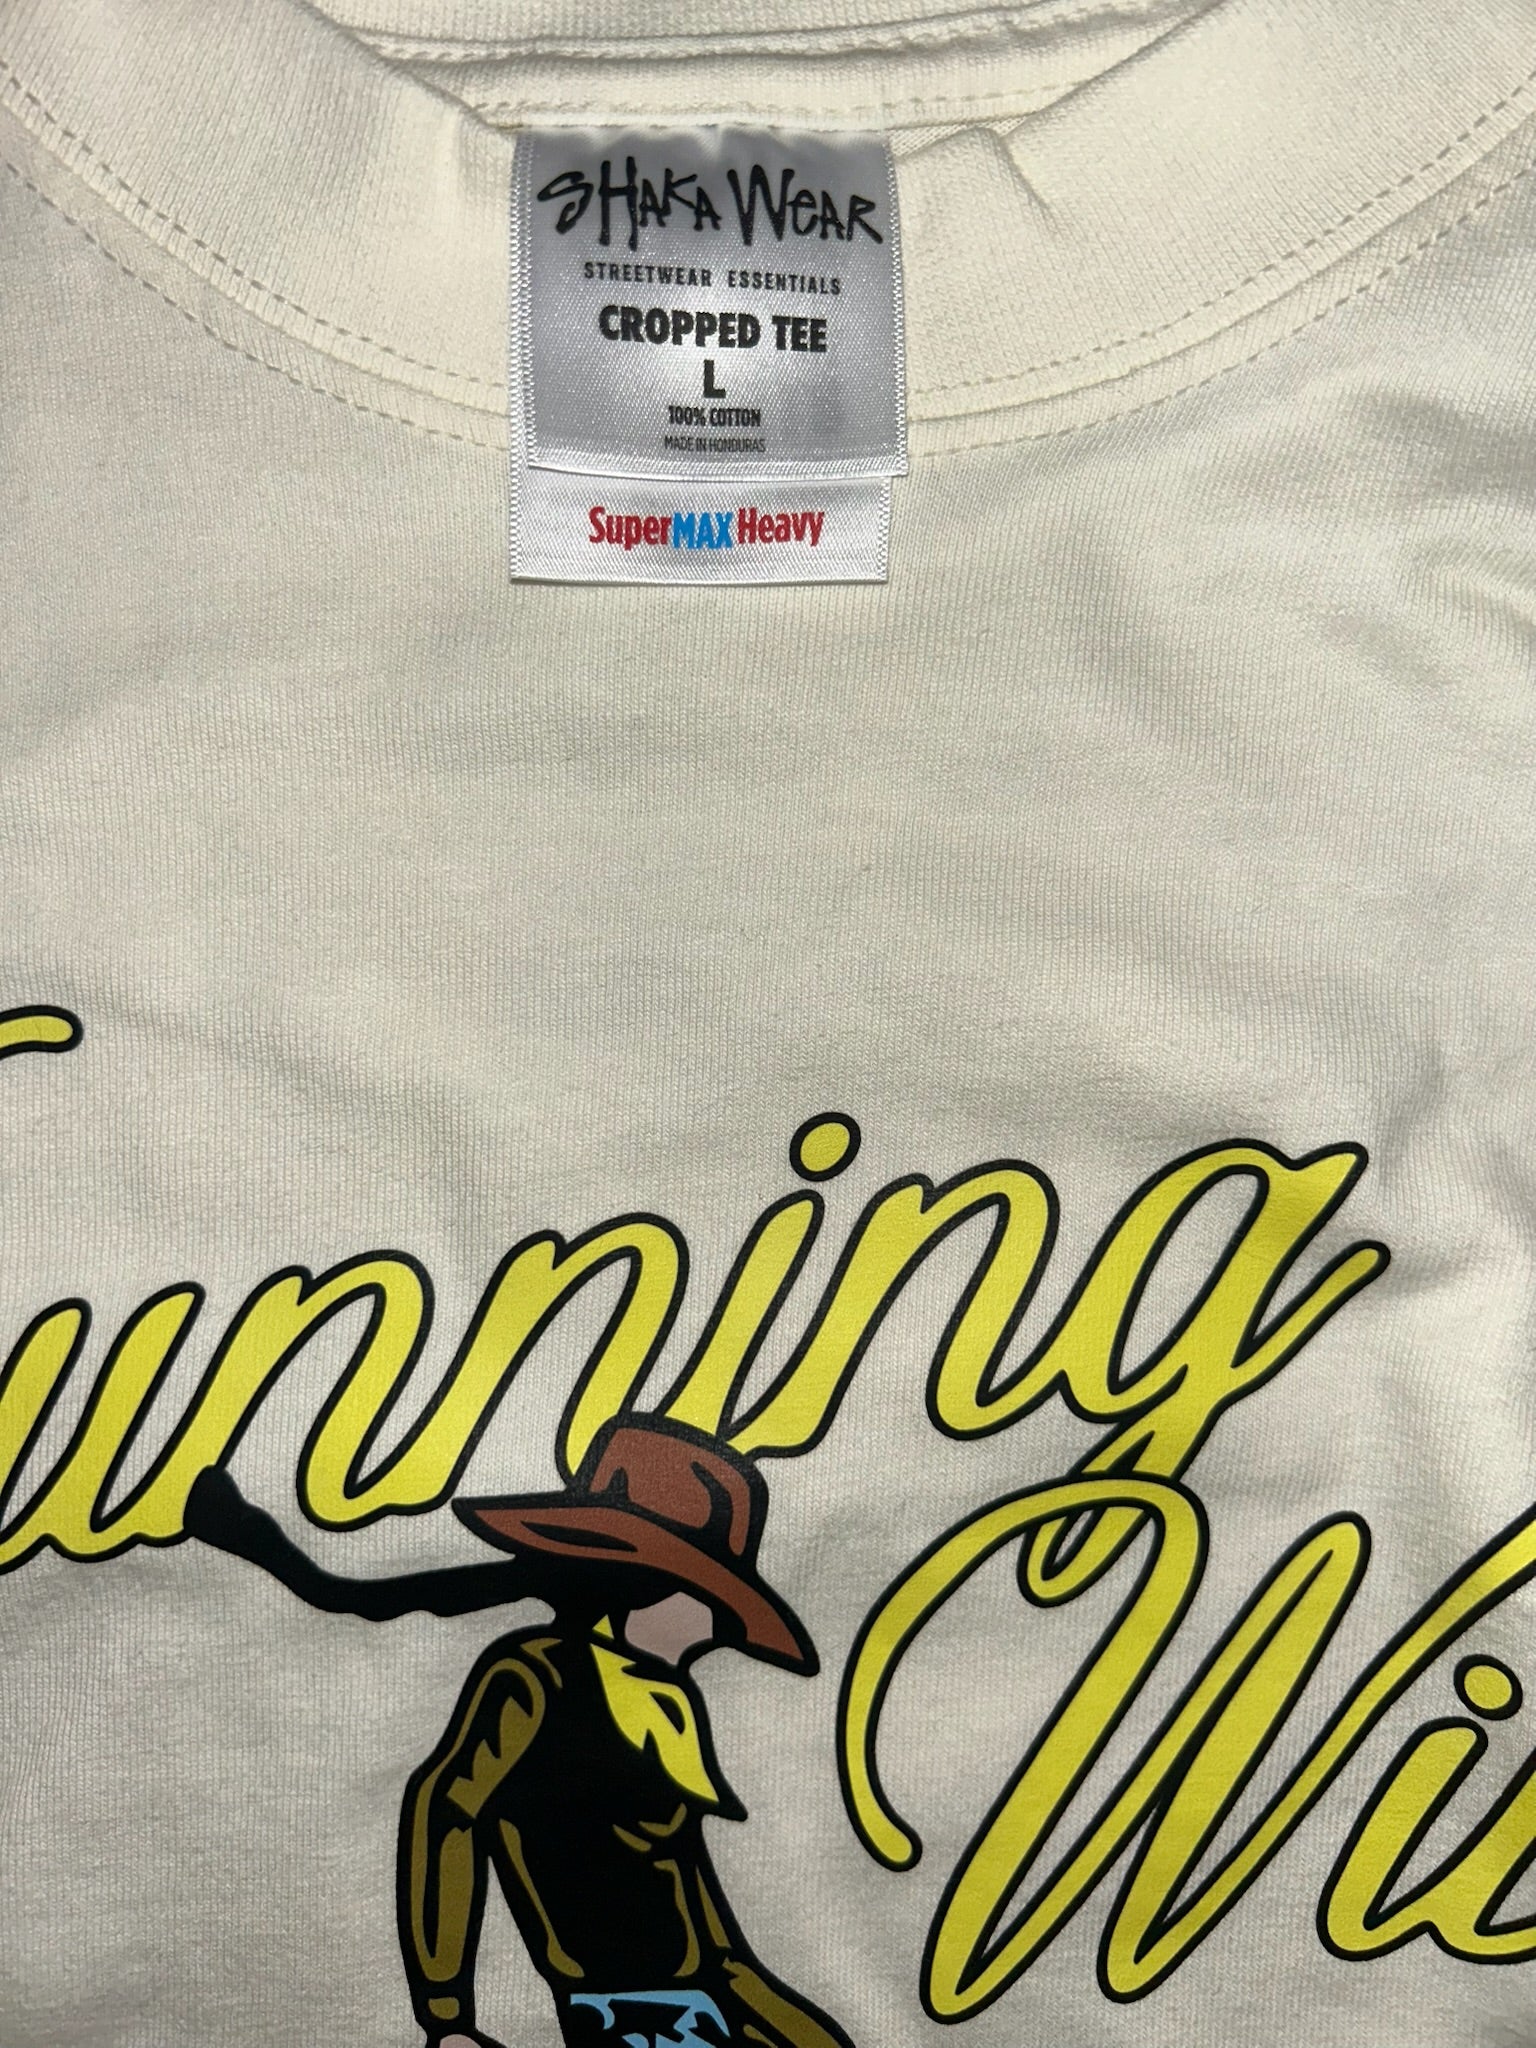 SHAKA WEAR
STREETWEAR ESSENTIALS
CROPPED TEE
L
100% COTTON
MADE IN HONDURAS
SuperMAXHeavy
unning
Wi